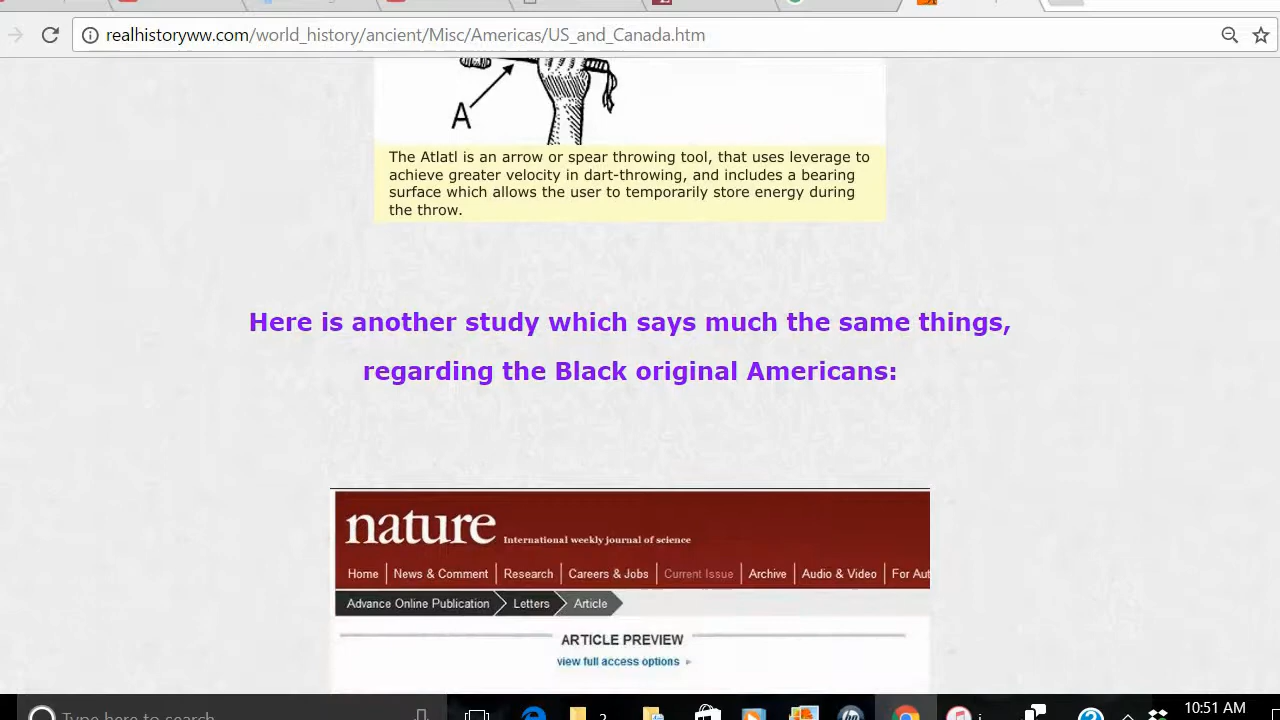 realhistoryww.com/world_history/ancient/Misc/Americas/US_and_Canada.htm
A
The Atlatl is an arrow or spear throwing tool, that uses leverage to
achieve greater velocity in dart-throwing, and includes a bearing
surface which allows the user to temporarily store energy during
the throw.
Here is another study which says much the same things,
regarding the Black original Americans:
nature International weekly journal of science
Home News & Comment Research Careers & Jobs Current Issue Archive Audio & Video For Aut
Advance Online Publication Letters Article
ARTICLE PREVIEW
view full access options
Type here to search
10:51 AM